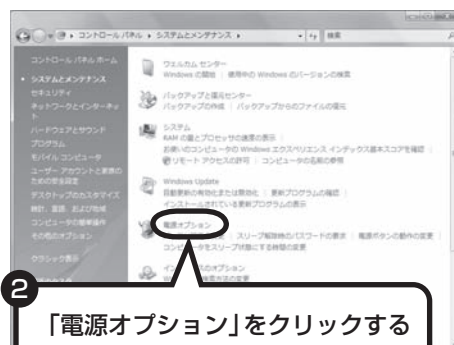 コントロール パネル ▸ システムとメンテナンス ▸
検索
コントロール パネル ホーム
システムとメンテナンス
セキュリティ
ネットワークとインターネット
ハードウェアとサウンド
プログラム
モバイル コンピュータ
ユーザー アカウントと家族のための安全設定
デスクトップのカスタマイズ
時計、言語、および地域
コンピュータの簡単操作
その他のオプション
クラシック表示
ウェルカム センター
Windows の開始 | 使用中の Windows のバージョンの検索
バックアップと復元センター
バックアップの作成 | バックアップからのファイルの復元
システム
RAM の量とプロセッサの速度の表示
お使いのコンピュータの Windows エクスペリエンス インデックス基本スコアを確認
リモート アクセスの許可 | コンピュータの名前の参照
Windows Update
自動更新の有効化または無効化 | 更新プログラムの確認
インストールされている更新プログラムの表示
電源オプション
スリープ解除時のパスワードの要求 | 電源ボタンの動作の変更
コンピュータをスリープ状態にする時間の変更
のオプション
2
「電源オプション」をクリックする